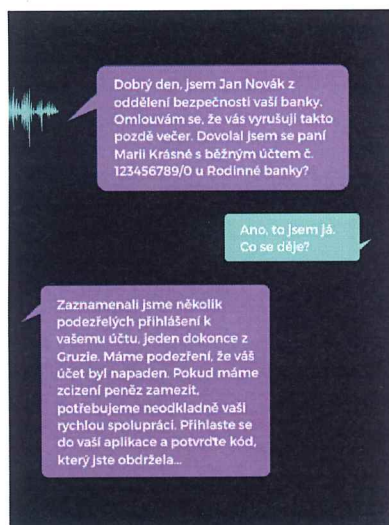 Dobrý den, jsem Jan Novák z
oddělení bezpečnosti vaší banky.
Omlouvám se, že vás vyrušuji takto
pozdě večer. Dovolal jsem se paní
Marii Krásné s běžným účtem č.
123456789/0 u Rodinné banky?
Ano, to jsem já.
Co se děje?
Zaznamenali jsme několik
podezřelých přihlášení k
vašemu účtu, jeden dokonce z
Gruzie. Máme podezření, že váš
účet byl napaden. Pokud máme
zcizení peněz zamezit,
potřebujeme neodkladně vaši
rychlou spolupráci. Přihlaste se
do vaší aplikace a potvrďte kód,
který jste obdržela...